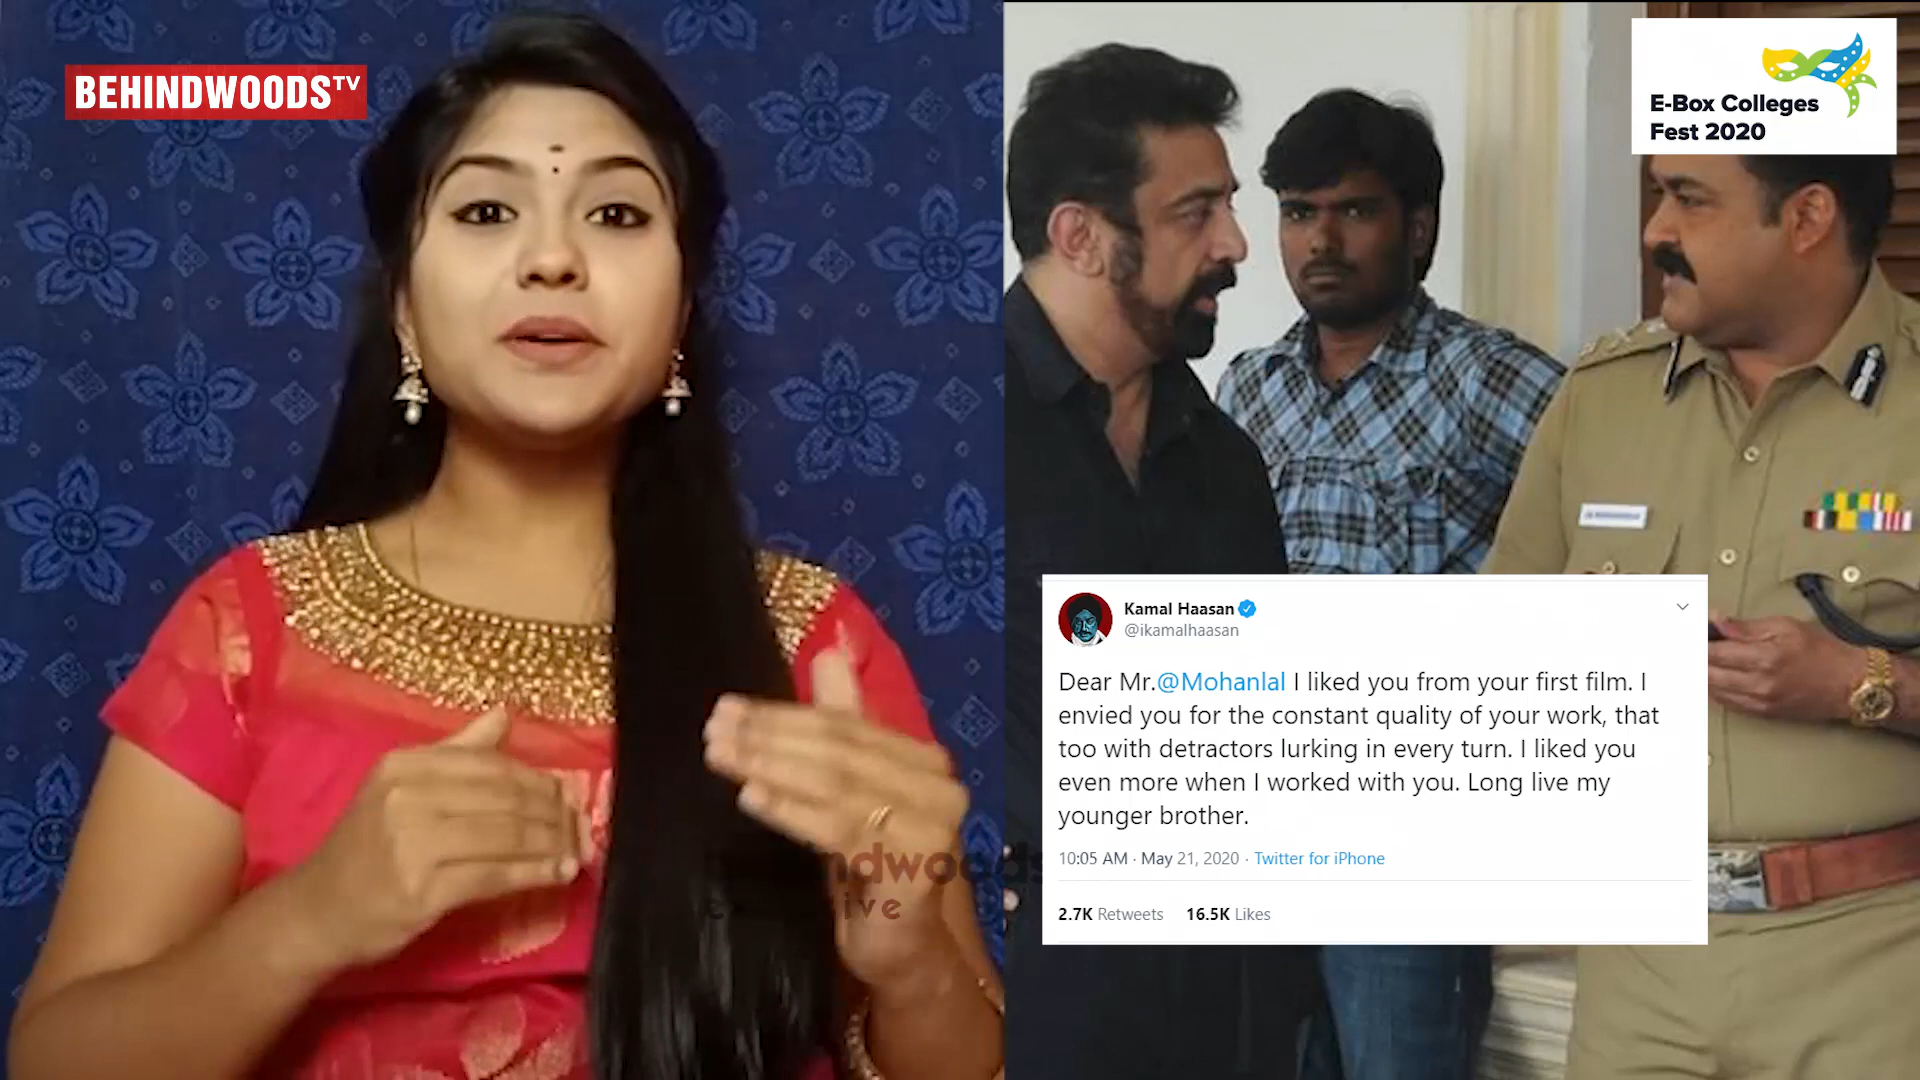 BEHINDWOODS TV
E-Box Colleges
Fest 2020
Kamal Haasan
@ikamalhaasan
Dear Mr.@Mohanlal I liked you from your first film. I
envied you for the constant quality of your work, that
too with detractors lurking in every turn. I liked you
even more when I worked with you. Long live my
younger brother.
10:05 AM · May 21, 2020 · Twitter for iPhone
2.7K Retweets 16.5K Likes